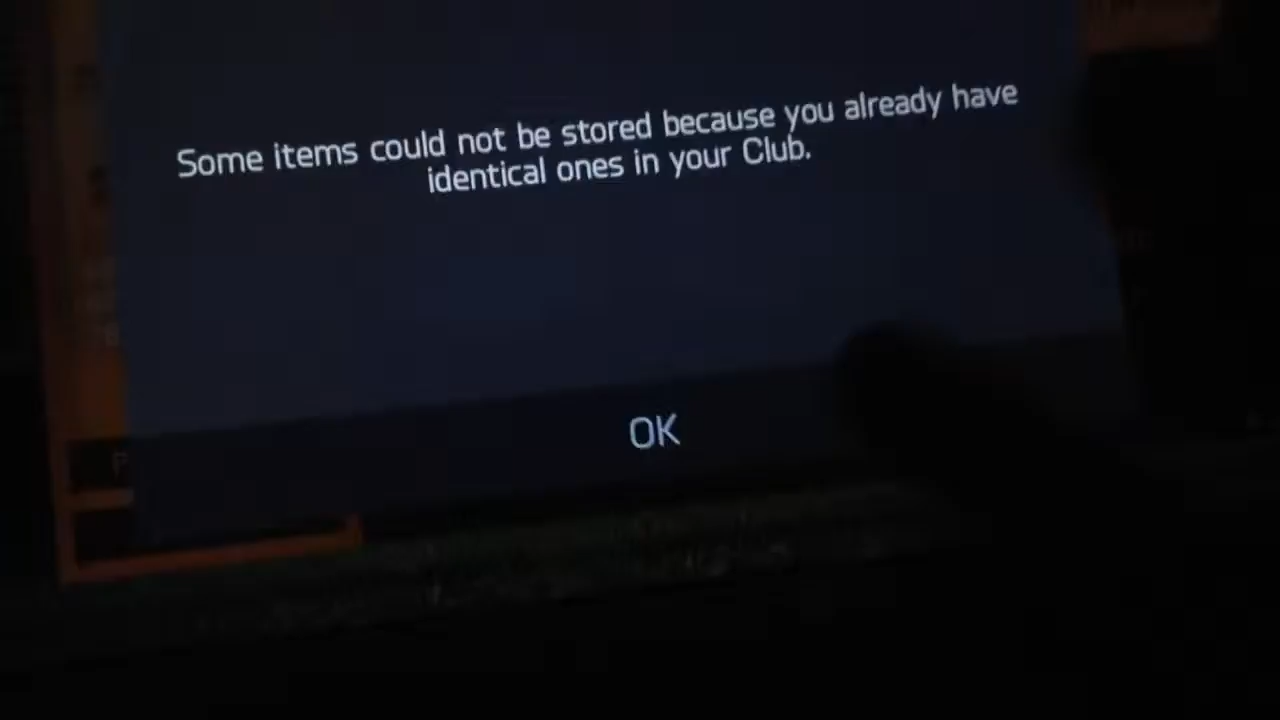 Some items could not be stored because you already have
identical ones in your Club.
OK